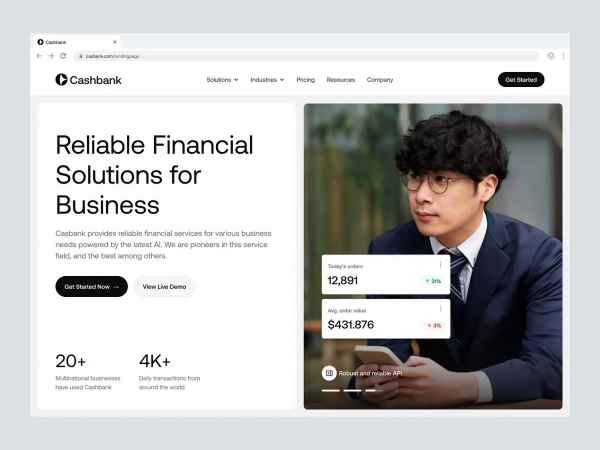 Cashbank
casbank.com/landingpage
Cashbank
Solutions
Industries
Pricing
Resources
Company
Get Started
Reliable Financial
Solutions for
Business
Casbank provides reliable financial services for various business
needs powered by the latest AI. We are pioneers in this service
field, and the best among others.
Get Started Now →
View Live Demo
20+
4K+
Multinational businesses
have used Cashbank
Daily transactions from
around the world
Today's orders
12,891
31%
Avg. order value
$431.876
3%
Robust and reliable API